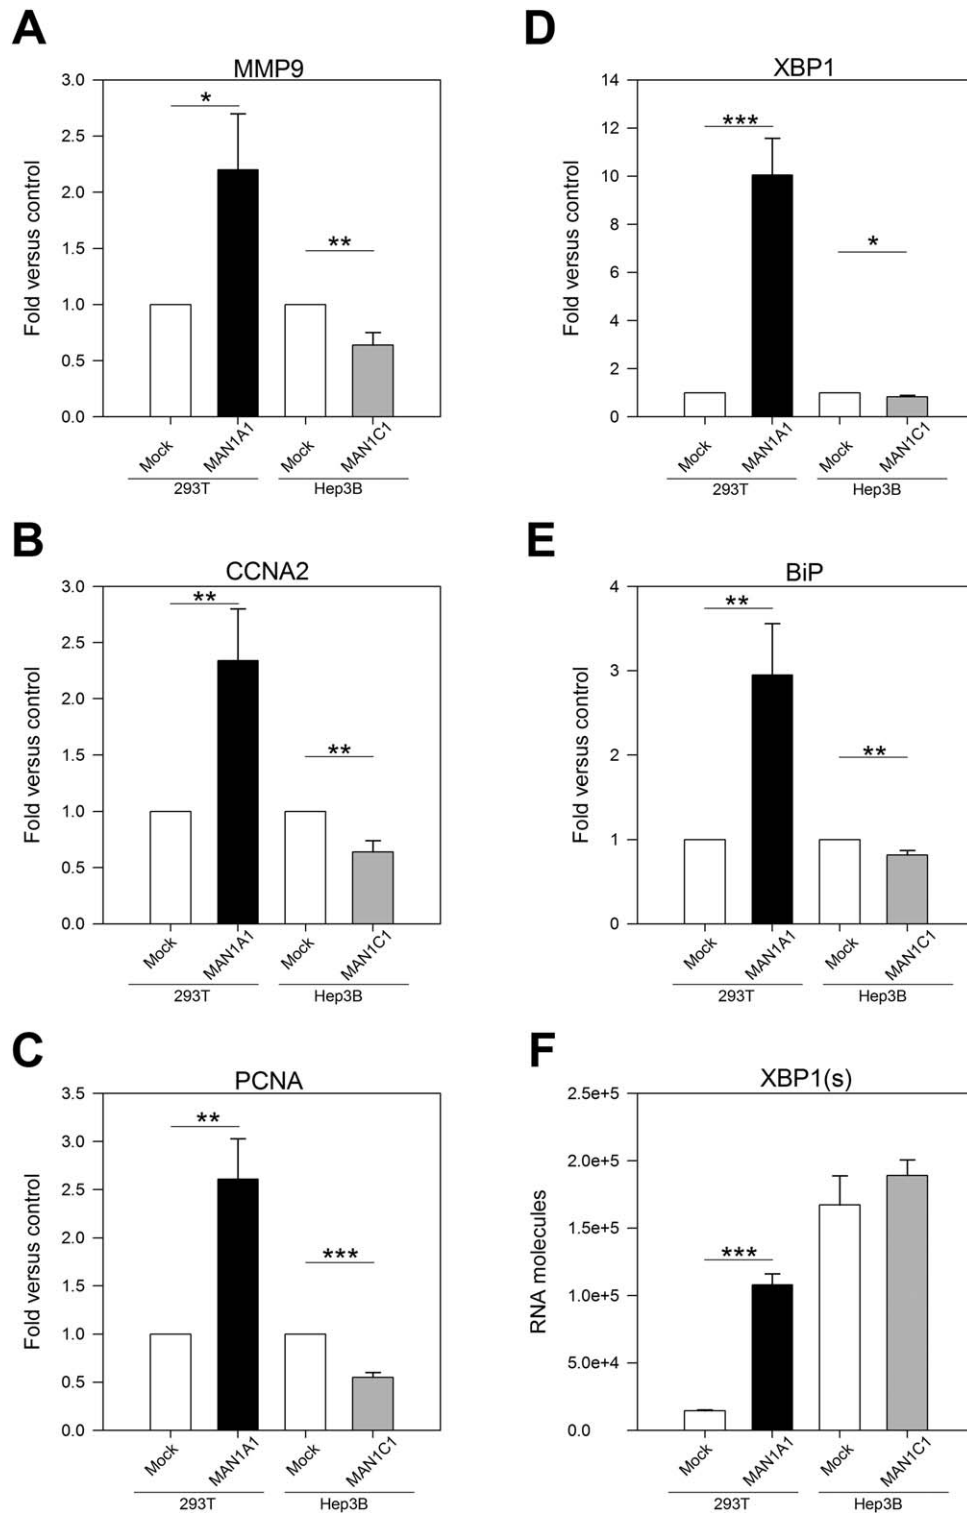 A
MMP9
Fold versus control
3.0
2.5
2.0
1.5
1.0
0.5
0.0
*
**
Mock
MAN1A1
Mock
MAN1C1
293T
Hep3B
B
CCNA2
Fold versus control
3.0
2.5
2.0
1.5
1.0
0.5
0.0
**
**
Mock
MAN1A1
Mock
MAN1C1
293T
Hep3B
C
PCNA
Fold versus control
3.5
3.0
2.5
2.0
1.5
1.0
0.5
0.0
**
***
Mock
MAN1A1
Mock
MAN1C1
293T
Hep3B
D
XBP1
Fold versus control
14
12
10
8
6
4
2
0
***
*
Mock
MAN1A1
Mock
MAN1C1
293T
Hep3B
E
BiP
Fold versus control
4
3
2
1
0
**
**
Mock
MAN1A1
Mock
MAN1C1
293T
Hep3B
F
XBP1(s)
RNA molecules
2.5e+5
2.0e+5
1.5e+5
1.0e+5
5.0e+4
0.0
***
Mock
MAN1A1
Mock
MAN1C1
293T
Hep3B